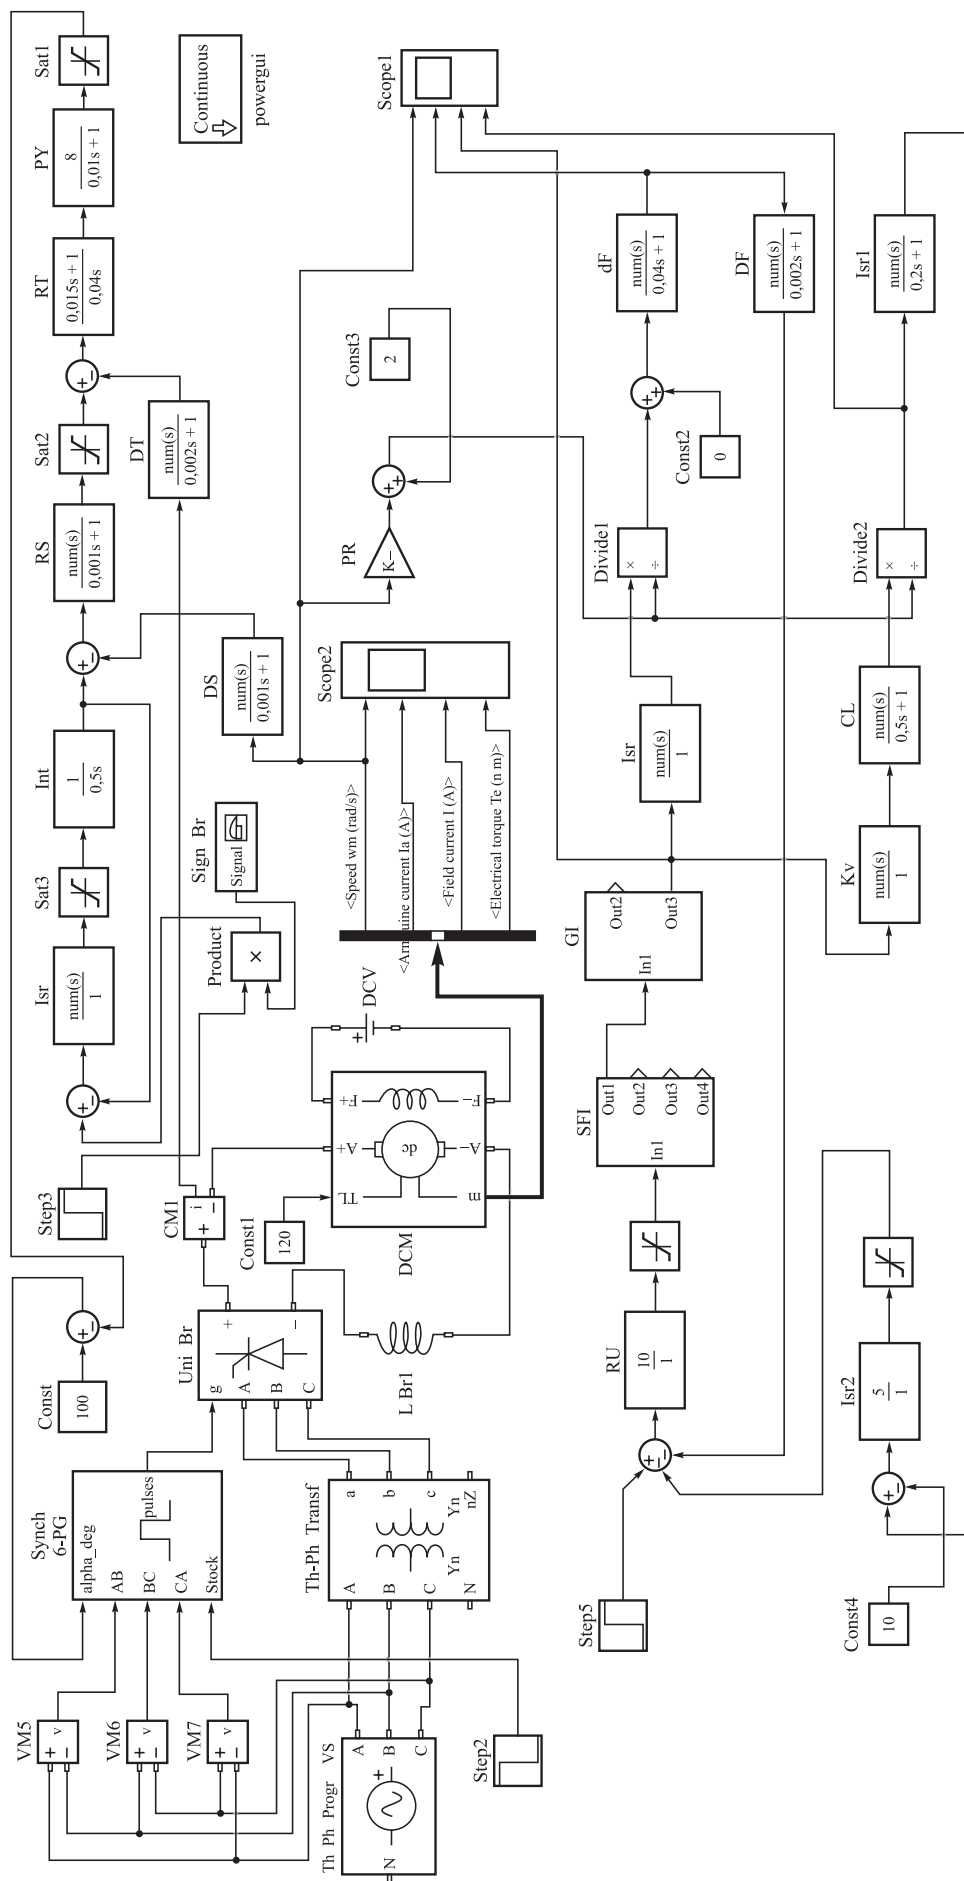 VM5
+
−
v
VM6
+
−
v
VM7
+
−
v
Synch
6-PG
alpha_deg
AB
BC
CA
Stock
pulses
Const
100
+
−
Step3
Isr
num(s)
1
Sat3
Int
1
0,5s
RS
num(s)
0,001s + 1
Sat2
RT
0,015s + 1
0,04s
PY
8
0,01s + 1
Sat1
DT
num(s)
0,002s + 1
DS
num(s)
0,001s + 1
Continuous
powergui
Product
×
Sign Br
Signal
CM1
+
−
i
Const1
120
Uni Br
g
A
B
C
+
−
Th Ph Progr VS
N
A
B
C
+
Th-Ph Transf
A
B
C
N
a
b
c
Yn
Yn
nZ
Step2
L Br1
DCM
TL
m
A+
A−
F+
F−
dc
DCV
+
<Speed wm (rad/s)>
<Field current I (A)>
<Electrical torque Te (n m)>
Scope2
PR
K−
Const3
2
+
+
Scope1
Step5
+
−
−
RU
10
1
SFI
In1
Out1
Out2
Out3
Out4
GI
In1
Out2
Out3
Isr
num(s)
1
Divide1
×
÷
Const2
0
+
+
dF
num(s)
0,04s + 1
DF
num(s)
0,002s + 1
Const4
10
+
−
Isr2
5
1
Kv
num(s)
1
CL
num(s)
0,5s + 1
Divide2
×
÷
Isr1
num(s)
0,2s + 1